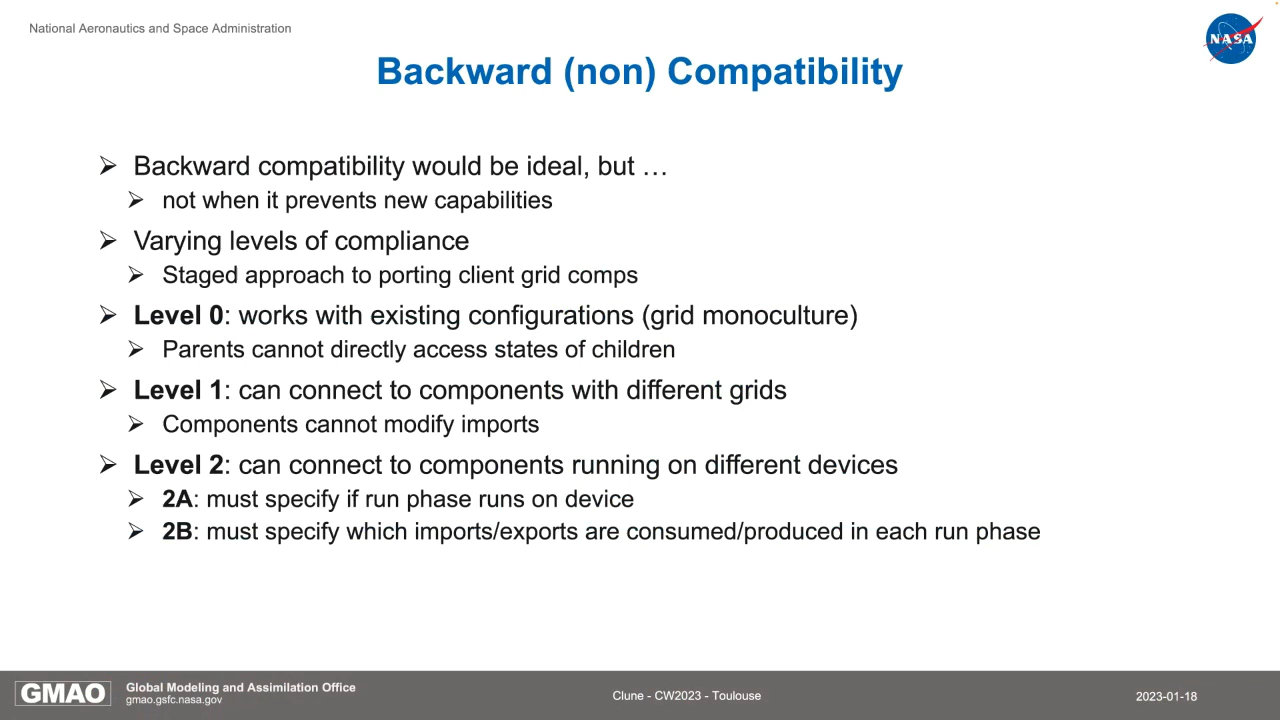 National Aeronautics and Space Administration
NASA
Backward (non) Compatibility
➢ Backward compatibility would be ideal, but …
➢ not when it prevents new capabilities
➢ Varying levels of compliance
➢ Staged approach to porting client grid comps
➢ Level 0: works with existing configurations (grid monoculture)
➢ Parents cannot directly access states of children
➢ Level 1: can connect to components with different grids
➢ Components cannot modify imports
➢ Level 2: can connect to components running on different devices
➢ 2A: must specify if run phase runs on device
➢ 2B: must specify which imports/exports are consumed/produced in each run phase
GMAO
Global Modeling and Assimilation Office
gmao.gsfc.nasa.gov
Clune - CW2023 - Toulouse
2023-01-18